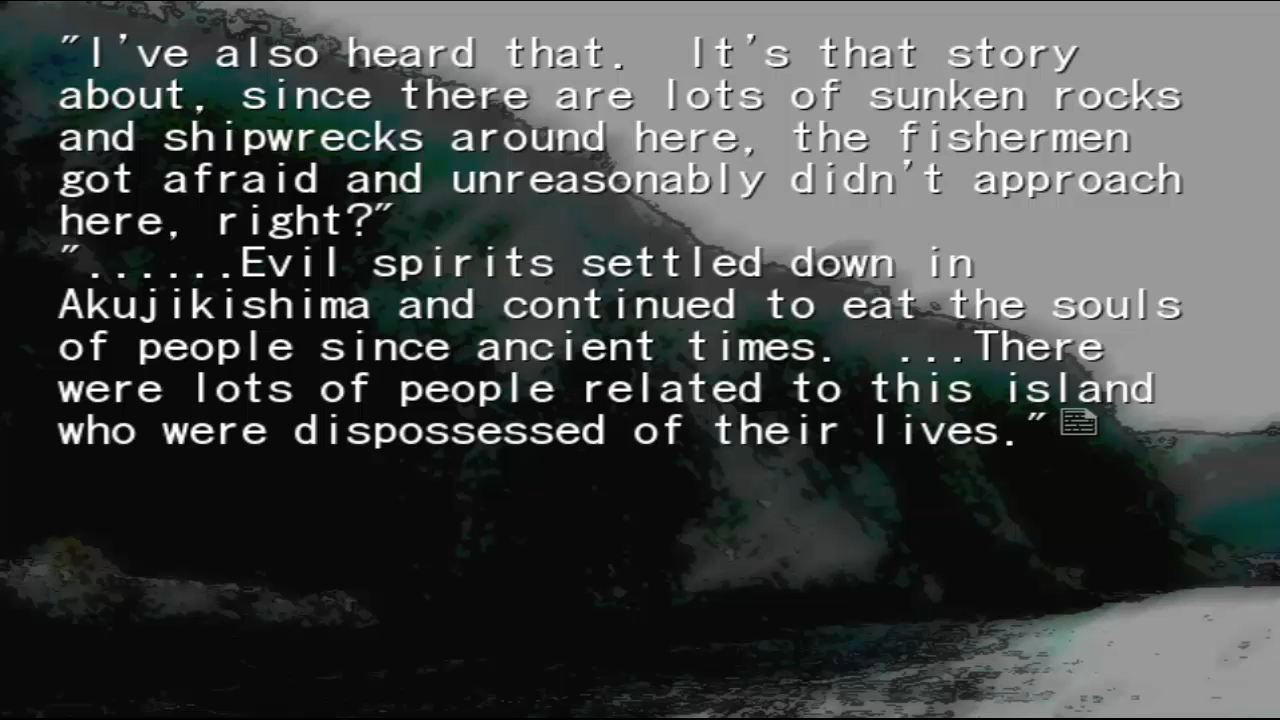 "I've also heard that.  It's that story
about, since there are lots of sunken rocks
and shipwrecks around here, the fishermen
got afraid and unreasonably didn't approach
here, right?"
"......Evil spirits settled down in
Akujikishima and continued to eat the souls
of people since ancient times.  ...There
were lots of people related to this island
who were dispossessed of their lives."